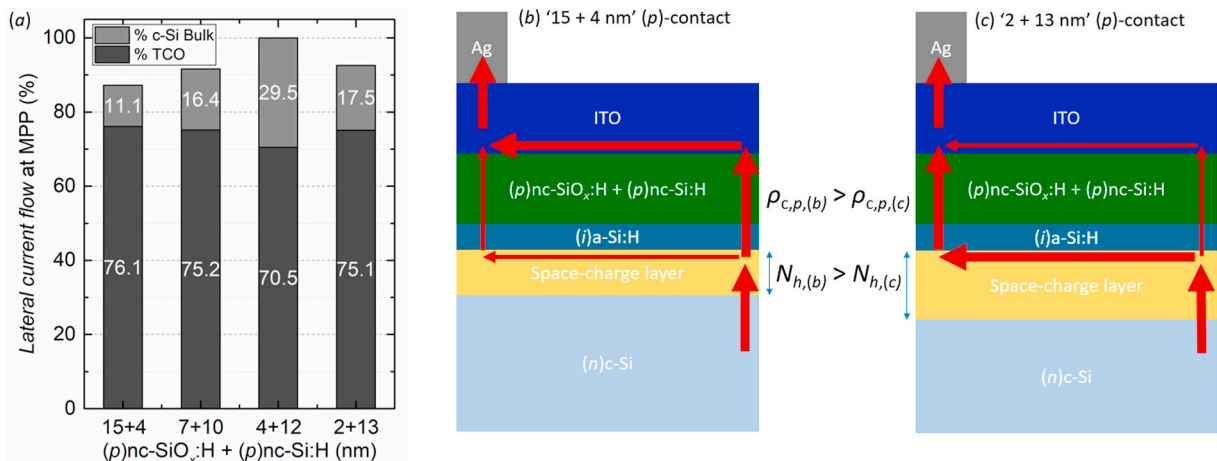 (a)
% c-Si Bulk
% TCO
Lateral current flow at MPP (%)
100
80
60
40
20
0
11.1
16.4
29.5
17.5
76.1
75.2
70.5
75.1
15+4
7+10
4+12
2+13
(p)nc-SiOₓ:H + (p)nc-Si:H (nm)
(b) ‘15 + 4 nm’ (p)-contact
Ag
ITO
(p)nc-SiOₓ:H + (p)nc-Si:H
(i)a-Si:H
Space-charge layer
(n)c-Si
ρc,p,(b) > ρc,p,(c)
Nh,(b) > Nh,(c)
(c) ‘2 + 13 nm’ (p)-contact
Ag
ITO
(p)nc-SiOₓ:H + (p)nc-Si:H
(i)a-Si:H
Space-charge layer
(n)c-Si